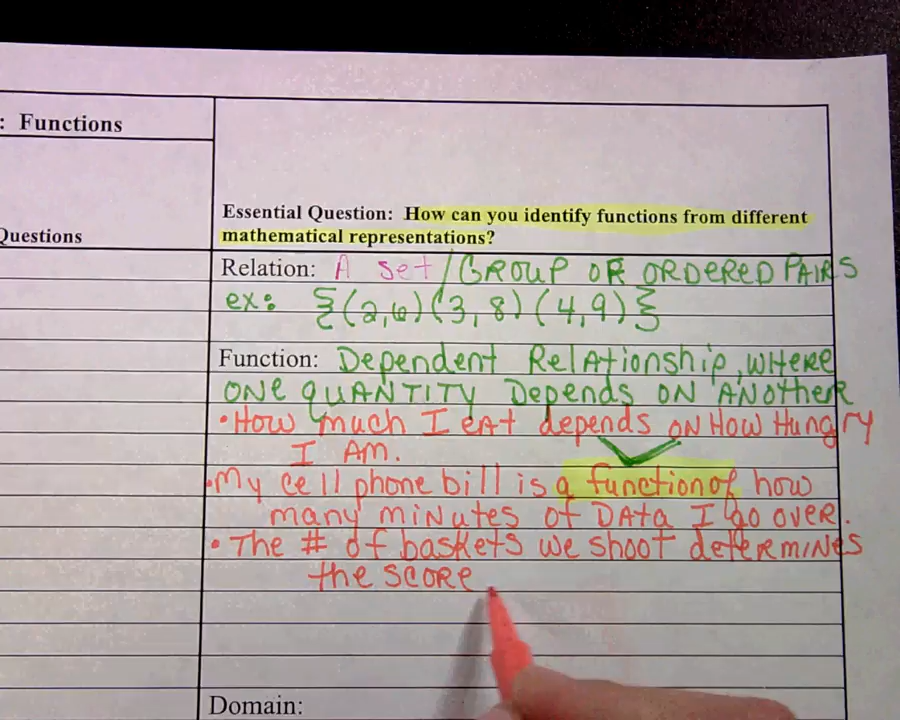 : Functions
Essential Question: How can you identify functions from different
mathematical representations?
Questions
Relation: A set/GROUP OF ORDERED PAIRS
ex: {(2,6)(3,8)(4,9)}
Function: Dependent Relationship, WHERE
ONE QUANTITY Depends ON ANOTHER
•How much I EAT depends ON How Hungry
I AM.
•My cell phone bill is a function of how
many minutes of DATA I go over.
• The # of baskets we shoot determines
the score
Domain: